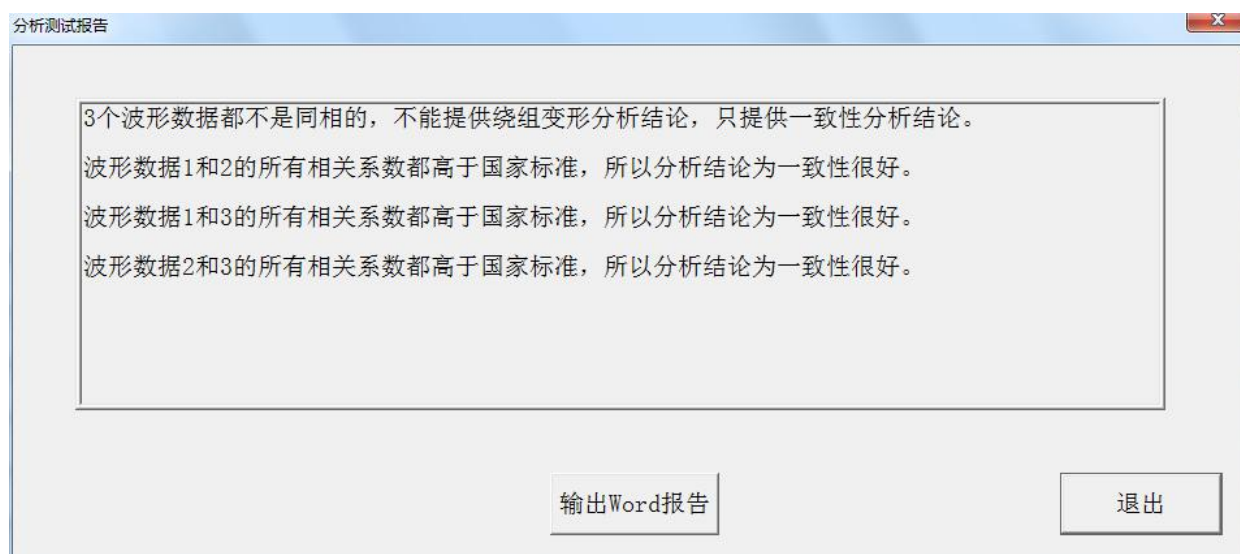 分析测试报告
3个波形数据都不是同相的，不能提供绕组变形分析结论，只提供一致性分析结论。
波形数据1和2的所有相关系数都高于国家标准，所以分析结论为一致性很好。
波形数据1和3的所有相关系数都高于国家标准，所以分析结论为一致性很好。
波形数据2和3的所有相关系数都高于国家标准，所以分析结论为一致性很好。
输出Word报告
退出